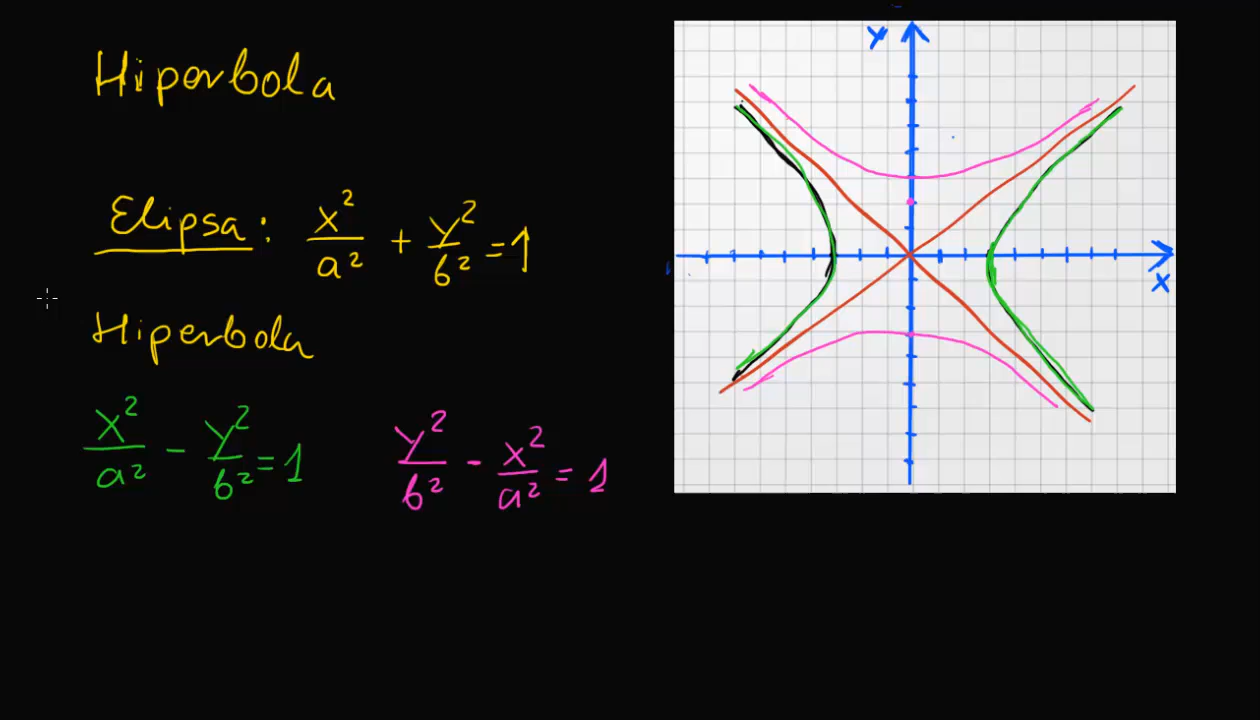 Hiperbola
Elipsa: x²/a² + y²/b² = 1
Hiperbola
x²/a² - y²/b² = 1
y²/b² - x²/a² = 1
y
x